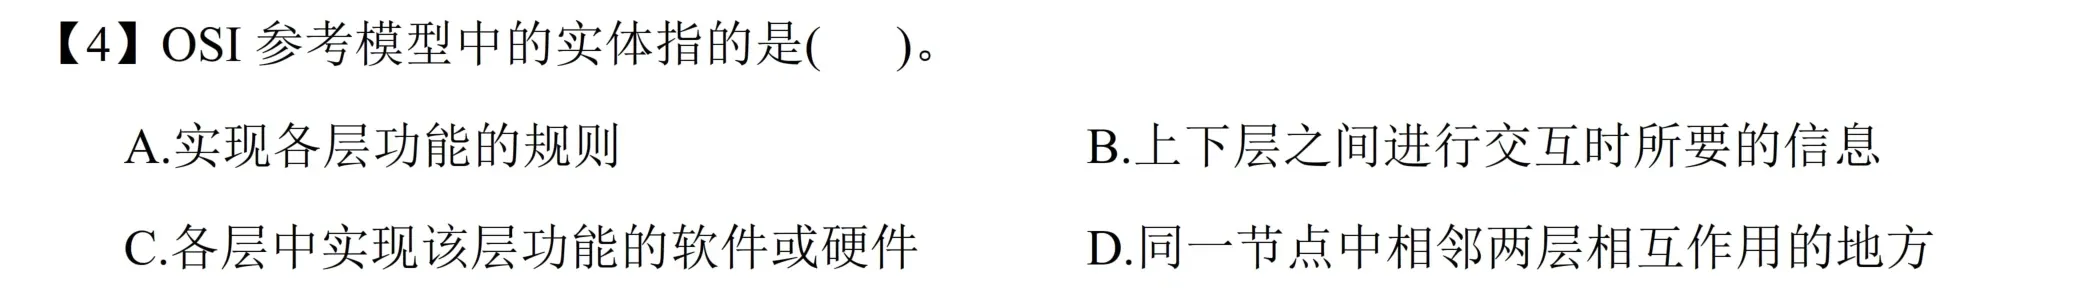 【4】OSI 参考模型中的实体指的是(    )。
A.实现各层功能的规则    B.上下层之间进行交互时所要的信息
C.各层中实现该层功能的软件或硬件    D.同一节点中相邻两层相互作用的地方